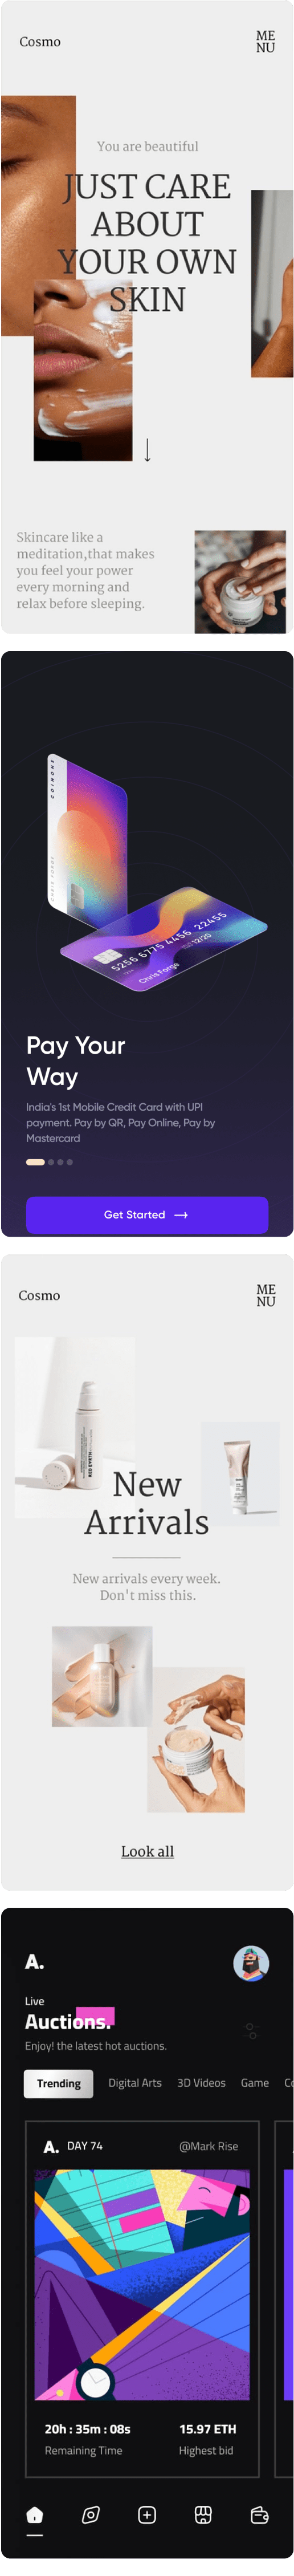 Cosmo
ME
NU
You are beautiful
JUST CARE
ABOUT
YOUR OWN
SKIN
Skincare like a
meditation,that makes
you feel your power
every morning and
relax before sleeping.
COINONE
5256 6775 4456 22455
12/20
Chris Forge
Pay Your
Way
India's 1st Mobile Credit Card with UPI
payment. Pay by QR, Pay Online, Pay by
Mastercard
Get Started
Cosmo
ME
NU
RED EARTH
New
Arrivals
New arrivals every week.
Don't miss this.
Look all
A.
Live
Auctions.
Enjoy! the latest hot auctions.
Trending Digital Arts 3D Videos Game
A. DAY 74 @Mark Rise
20h : 35m : 08s 15.97 ETH
Remaining Time Highest bid